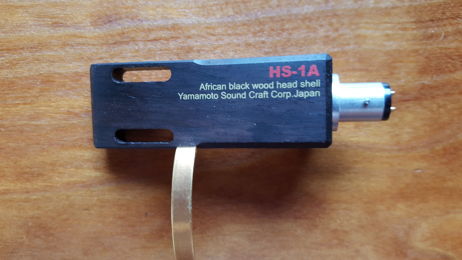 HS-1A
African black wood head shell
Yamamoto Sound Craft Corp.Japan